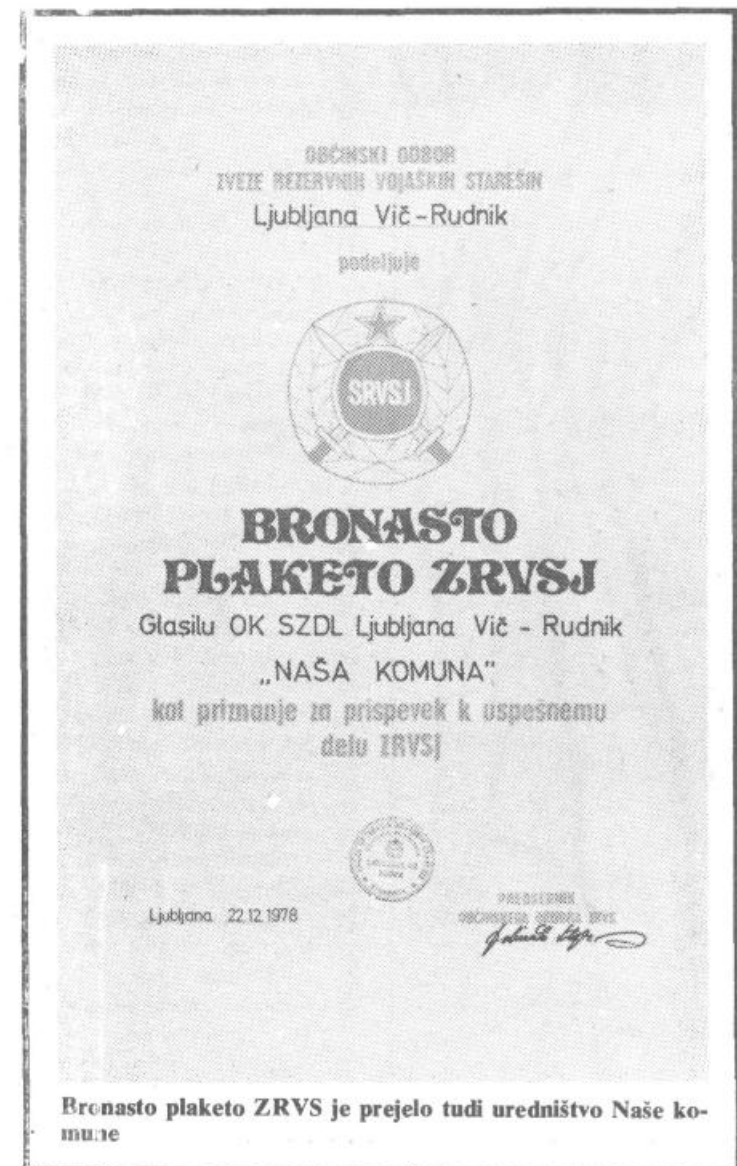 OBČINSKI ODBOR
ZVEZE REZERVNIH VOJAŠKIH STAREŠIN
Ljubljana Vič - Rudnik
podeljuje
SRVSJ
BRONASTO
PLAKETO ZRVSJ
Glasilu OK SZDL Ljubljana Vič - Rudnik
„NAŠA KOMUNA”
kot priznanje za prispevek k uspešnemu
delu ZRVSJ
Ljubljana 22.12.1978
PREDSEDNIK
OBČINSKEGA ODBORA ZRVS
Bronasto plaketo ZRVS je prejelo tudi uredništvo Naše ko-
mune